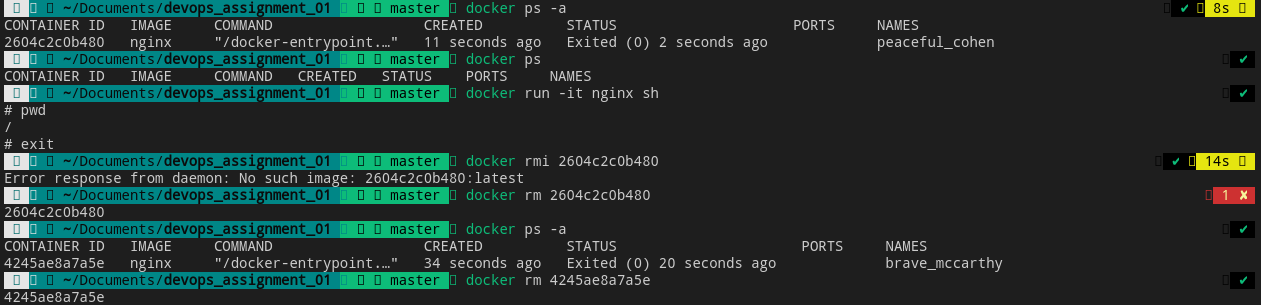 ~/Documents/devops_assignment_01 master docker ps -a ✔ 8s
CONTAINER ID IMAGE COMMAND CREATED STATUS PORTS NAMES
2604c2c0b480 nginx "/docker-entrypoint.…" 11 seconds ago Exited (0) 2 seconds ago peaceful_cohen
~/Documents/devops_assignment_01 master docker ps ✔
CONTAINER ID IMAGE COMMAND CREATED STATUS PORTS NAMES
~/Documents/devops_assignment_01 master docker run -it nginx sh ✔
# pwd
/
# exit
~/Documents/devops_assignment_01 master docker rmi 2604c2c0b480 ✔ 14s
Error response from daemon: No such image: 2604c2c0b480:latest
~/Documents/devops_assignment_01 master docker rm 2604c2c0b480 1 ✘
2604c2c0b480
~/Documents/devops_assignment_01 master docker ps -a ✔
CONTAINER ID IMAGE COMMAND CREATED STATUS PORTS NAMES
4245ae8a7a5e nginx "/docker-entrypoint.…" 34 seconds ago Exited (0) 20 seconds ago brave_mccarthy
~/Documents/devops_assignment_01 master docker rm 4245ae8a7a5e ✔
4245ae8a7a5e